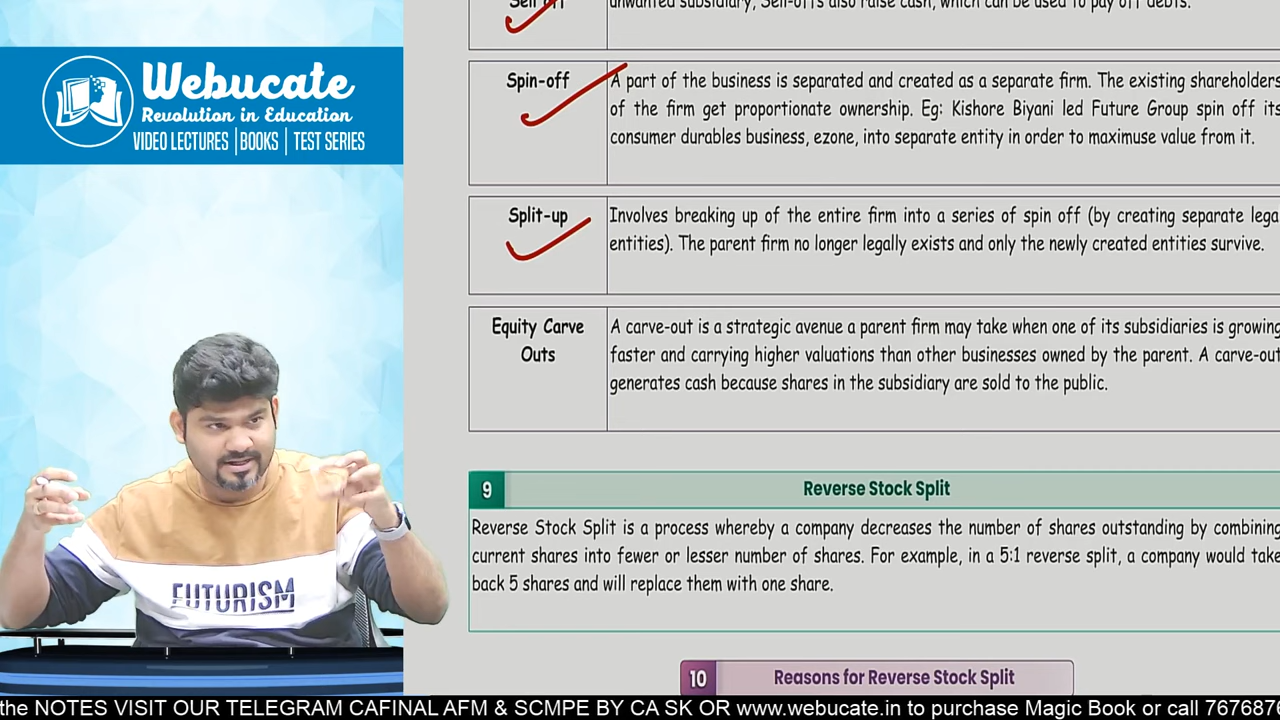 Sell off
unwanted subsidiary, Sell-offs also raise cash, which can be used to pay off debts.
Webucate
Revolution in Education
VIDEO LECTURES | BOOKS | TEST SERIES
Spin-off
A part of the business is separated and created as a separate firm. The existing shareholders
of the firm get proportionate ownership. Eg: Kishore Biyani led Future Group spin off its
consumer durables business, ezone, into separate entity in order to maximuse value from it.
Split-up
Involves breaking up of the entire firm into a series of spin off (by creating separate lega
entities). The parent firm no longer legally exists and only the newly created entities survive.
Equity Carve
Outs
A carve-out is a strategic avenue a parent firm may take when one of its subsidiaries is growing
faster and carrying higher valuations than other businesses owned by the parent. A carve-out
generates cash because shares in the subsidiary are sold to the public.
9 Reverse Stock Split
Reverse Stock Split is a process whereby a company decreases the number of shares outstanding by combining
current shares into fewer or lesser number of shares. For example, in a 5:1 reverse split, a company would take
back 5 shares and will replace them with one share.
FUTURISM
10 Reasons for Reverse Stock Split
the NOTES VISIT OUR TELEGRAM CAFINAL AFM & SCMPE BY CA SK OR www.webucate.in to purchase Magic Book or call 767687